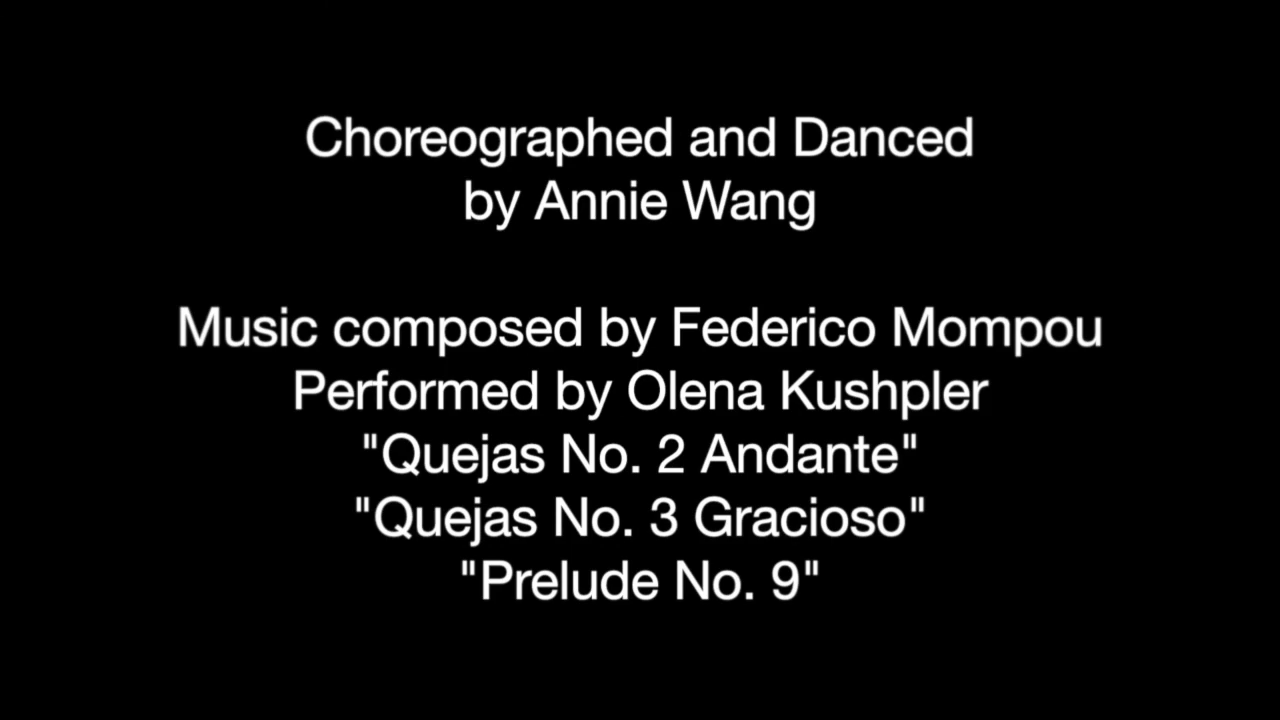 Choreographed and Danced
by Annie Wang
Music composed by Federico Mompou
Performed by Olena Kushpler
"Quejas No. 2 Andante"
"Quejas No. 3 Gracioso"
"Prelude No. 9"